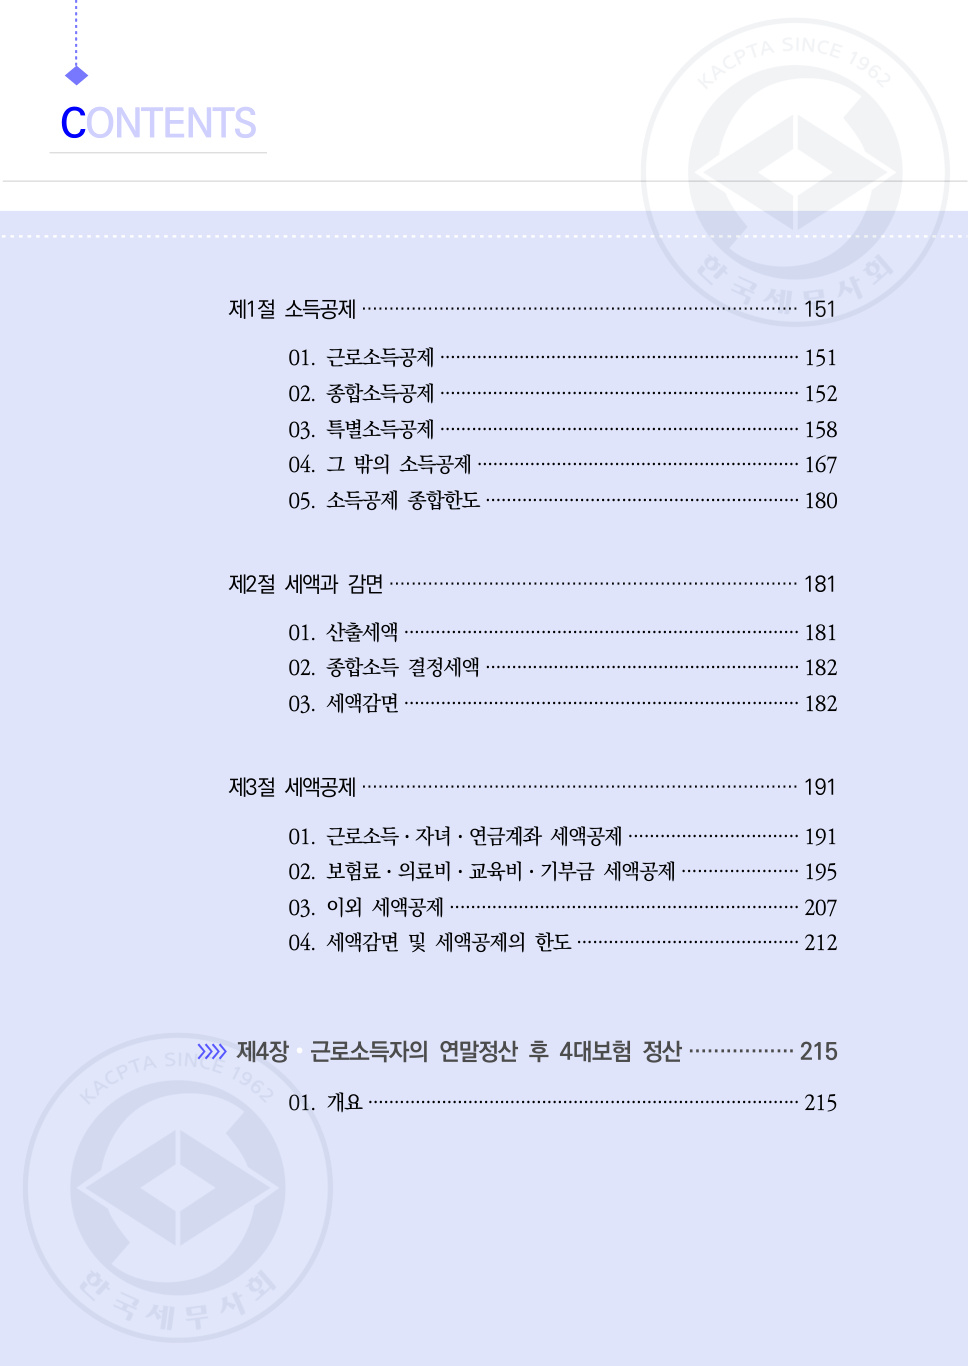 KACPTA SINCE 1962
CONTENTS
한국세무사회
제1절 소득공제 ········ 151
01. 근로소득공제 ········ 151
02. 종합소득공제 ········ 152
03. 특별소득공제 ········ 158
04. 그 밖의 소득공제 ········ 167
05. 소득공제 종합한도 ········ 180
제2절 세액과 감면 ········ 181
01. 산출세액 ········ 181
02. 종합소득 결정세액 ········ 182
03. 세액감면 ········ 182
제3절 세액공제 ········ 191
01. 근로소득·자녀·연금계좌 세액공제 ········ 191
02. 보험료·의료비·교육비·기부금 세액공제 ········ 195
03. 이외 세액공제 ········ 207
04. 세액감면 및 세액공제의 한도 ········ 212
제4장 · 근로소득자의 연말정산 후 4대보험 정산 ········ 215
KACPTA SINCE 1962
01. 개요 ········ 215
한국세무사회